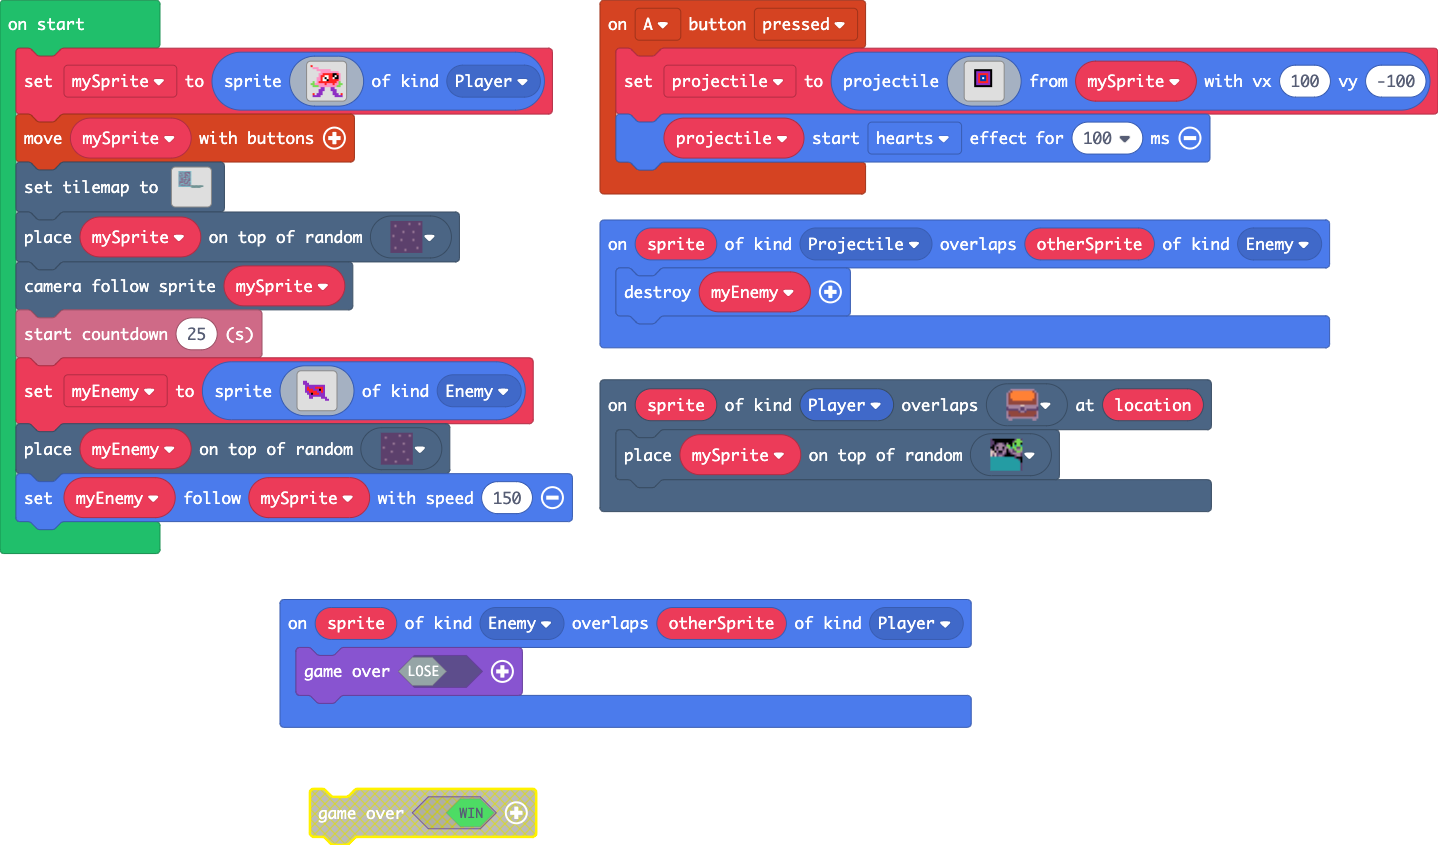 on start
set mySprite to sprite of kind Player
move mySprite with buttons
set tilemap to
place mySprite on top of random
camera follow sprite mySprite
start countdown 25 (s)
set myEnemy to sprite of kind Enemy
place myEnemy on top of random
set myEnemy follow mySprite with speed 150
on A button pressed
set projectile to projectile from mySprite with vx 100 vy -100
projectile start hearts effect for 100 ms
on sprite of kind Projectile overlaps otherSprite of kind Enemy
destroy myEnemy
on sprite of kind Player overlaps at location
place mySprite on top of random
on sprite of kind Enemy overlaps otherSprite of kind Player
game over LOSE
game over WIN